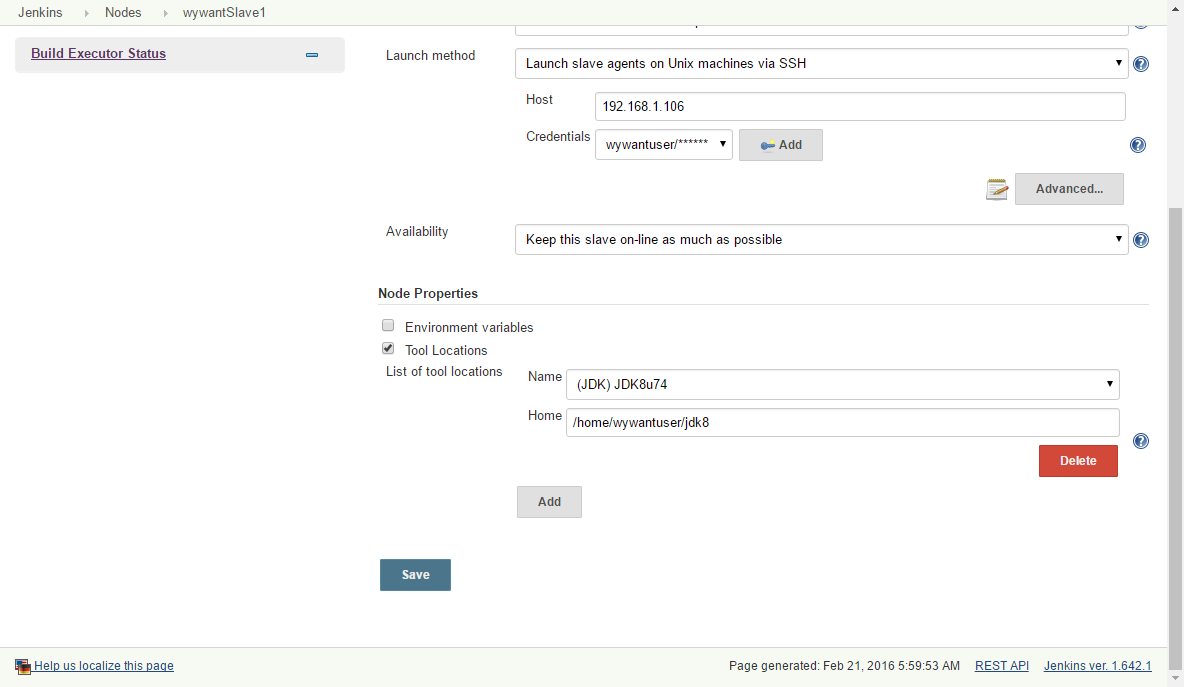 Jenkins Nodes wywantSlave1
Build Executor Status
Launch method
Launch slave agents on Unix machines via SSH
Host
192.168.1.106
Credentials
wywantuser/******
Add
Advanced...
Availability
Keep this slave on-line as much as possible
Node Properties
Environment variables
Tool Locations
List of tool locations
Name
(JDK) JDK8u74
Home
/home/wywantuser/jdk8
Delete
Add
Save
Help us localize this page
Page generated: Feb 21, 2016 5:59:53 AM REST API Jenkins ver. 1.642.1